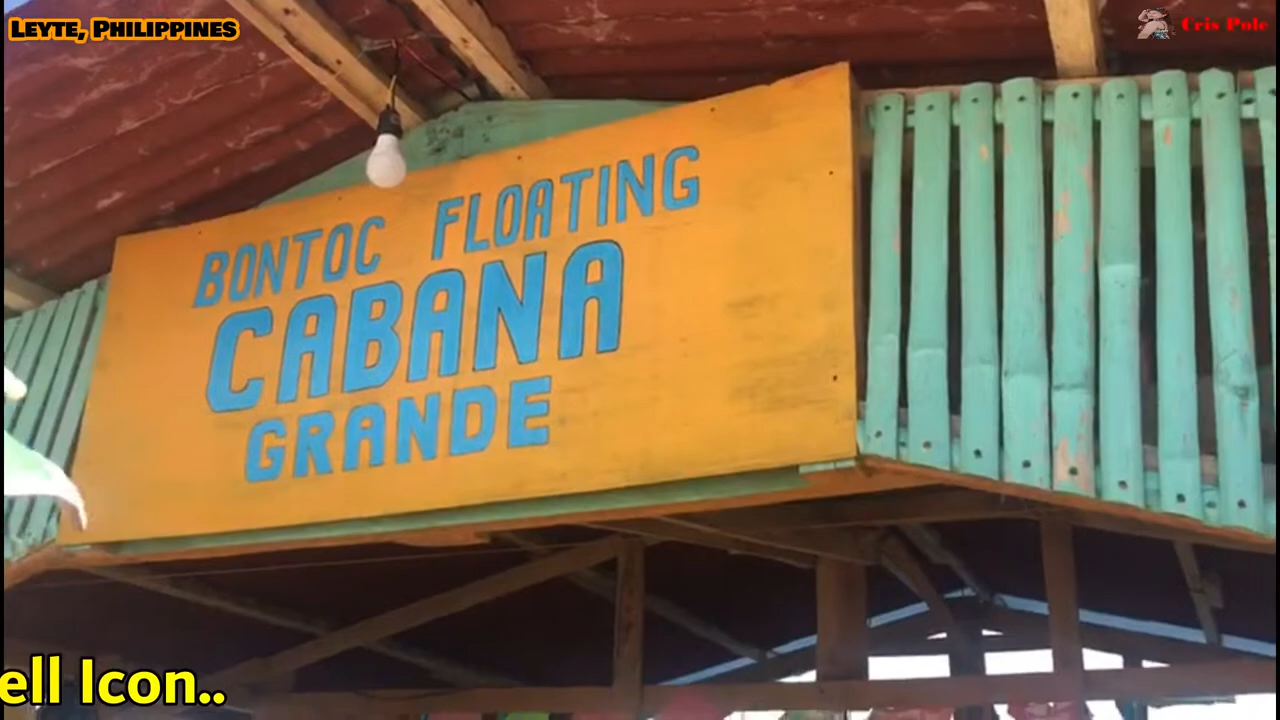 LEYTE, PHILIPPINES
Cris Pole
BONTOC FLOATING
CABANA
GRANDE
ell Icon..